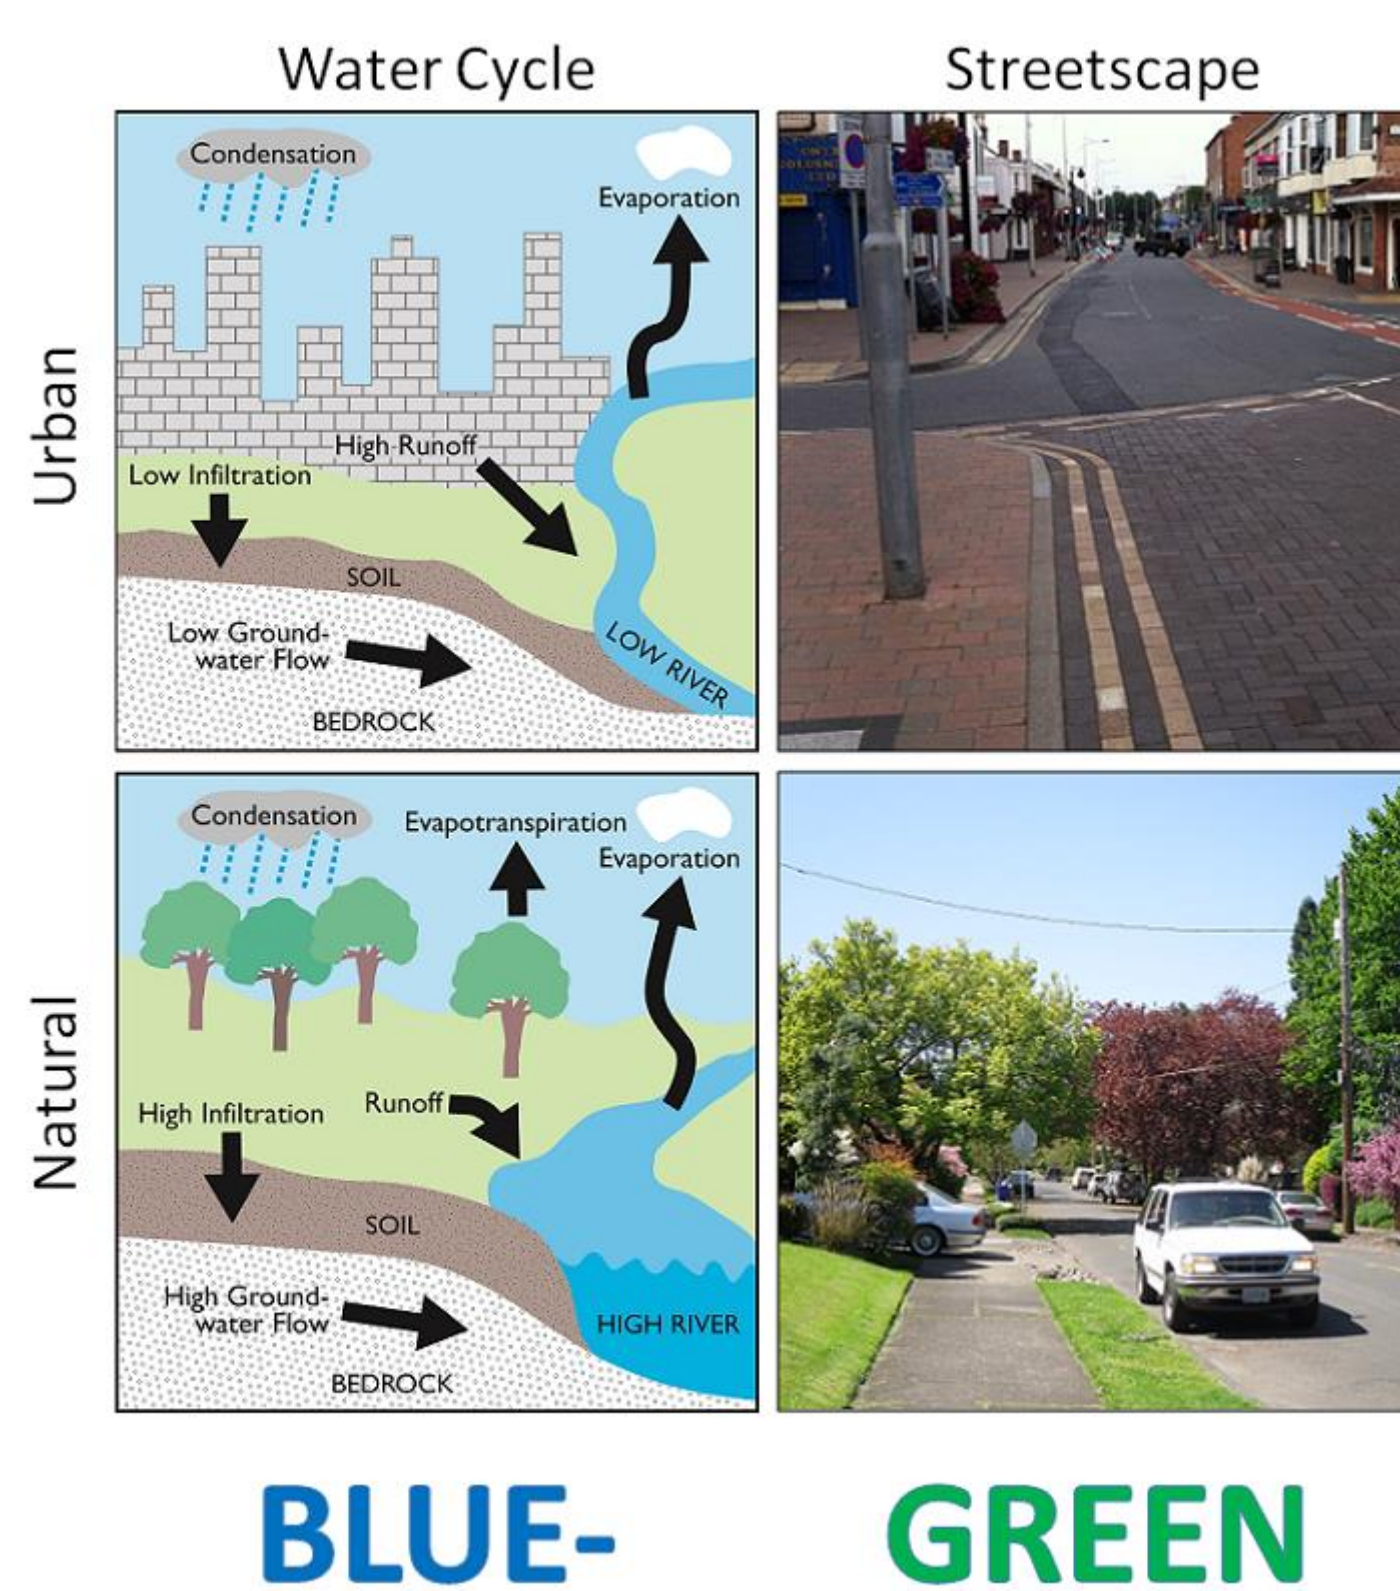 Water Cycle
Streetscape
Urban
Condensation
Evaporation
High Runoff
Low Infiltration
SOIL
Low Ground-
water Flow
LOW RIVER
BEDROCK
Natural
Condensation
Evapotranspiration
Evaporation
Runoff
High Infiltration
SOIL
High Ground-
water Flow
HIGH RIVER
BEDROCK
BLUE-
GREEN